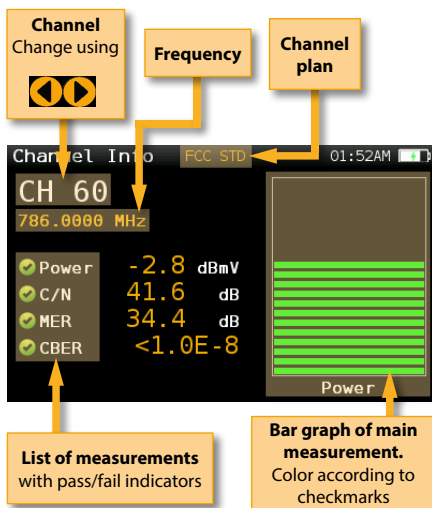 Channel
Change using
Frequency
Channel
plan
Channel Info FCC STD 01:52AM
CH 60
786.0000 MHz
Power -2.8 dBmV
C/N 41.6 dB
MER 34.4 dB
CBER <1.0E-8
Power
List of measurements
with pass/fail indicators
Bar graph of main
measurement.
Color according to
checkmarks